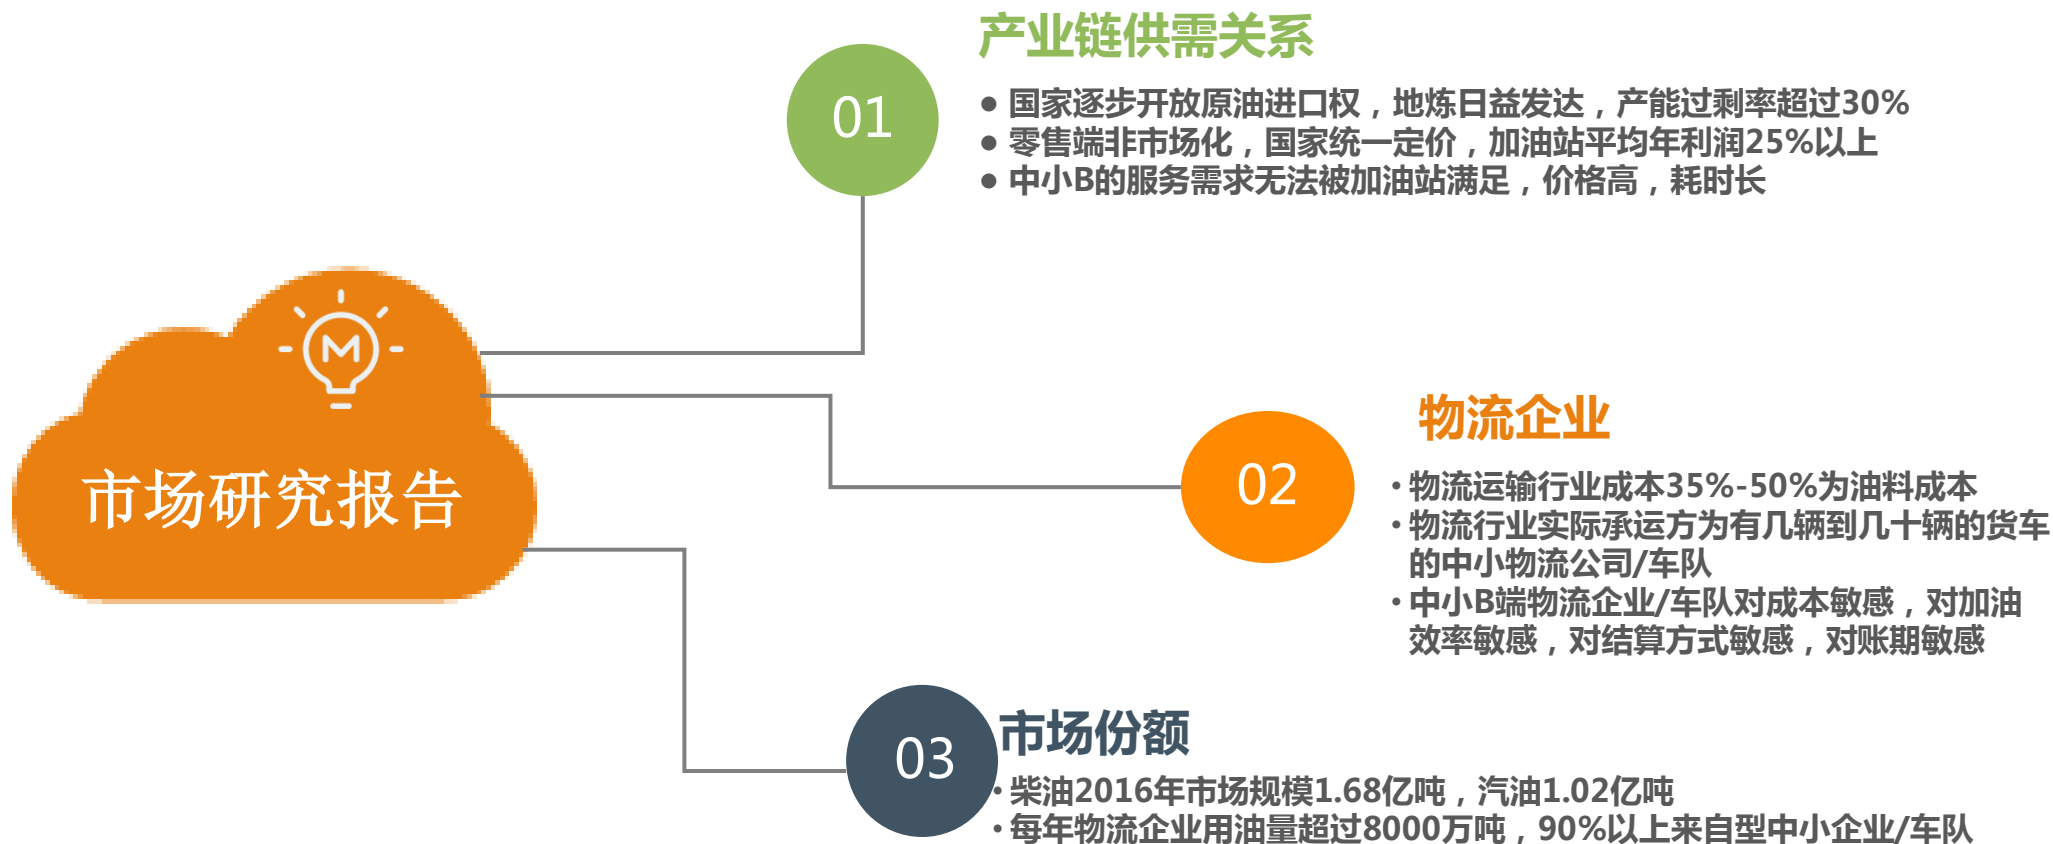 产业链供需关系
01
● 国家逐步开放原油进口权，地炼日益发达，产能过剩率超过30%
● 零售端非市场化，国家统一定价，加油站平均年利润25%以上
● 中小B的服务需求无法被加油站满足，价格高，耗时长
M
市场研究报告
物流企业
02
• 物流运输行业成本35%-50%为油料成本
• 物流行业实际承运方为有几辆到几十辆的货车
的中小物流公司/车队
• 中小B端物流企业/车队对成本敏感，对加油
效率敏感，对结算方式敏感，对账期敏感
市场份额
03
• 柴油2016年市场规模1.68亿吨，汽油1.02亿吨
• 每年物流企业用油量超过8000万吨，90%以上来自型中小企业/车队